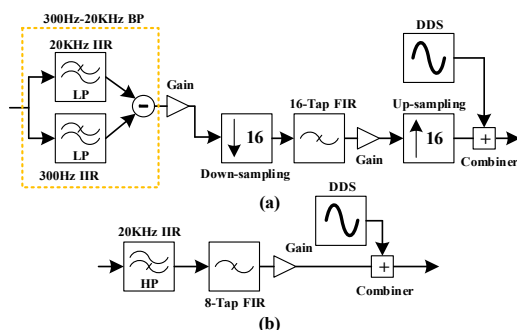 300Hz-20KHz BP
20KHz IIR
LP
300Hz IIR
LP
−
Gain
16
Down-sampling
16-Tap FIR
Gain
Up-sampling
16
DDS
+
Combiner
(a)
20KHz IIR
HP
8-Tap FIR
Gain
DDS
+
Combiner
(b)